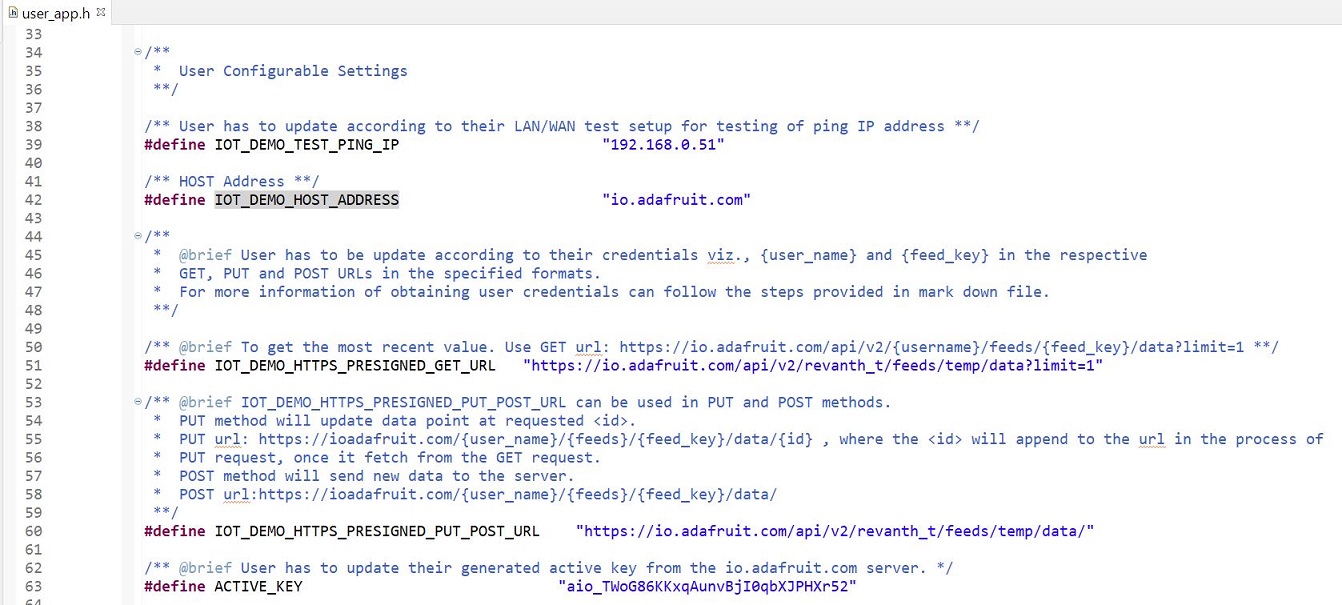 user_app.h
33
34 /**
35 * User Configurable Settings
36 **/
37
38 /** User has to update according to their LAN/WAN test setup for testing of ping IP address **/
39 #define IOT_DEMO_TEST_PING_IP "192.168.0.51"
40
41 /** HOST Address **/
42 #define IOT_DEMO_HOST_ADDRESS "io.adafruit.com"
43
44 /**
45 * @brief User has to be update according to their credentials viz., {user_name} and {feed_key} in the respective
46 * GET, PUT and POST URLs in the specified formats.
47 * For more information of obtaining user credentials can follow the steps provided in mark down file.
48 **/
49
50 /** @brief To get the most recent value. Use GET url: https://io.adafruit.com/api/v2/{username}/feeds/{feed_key}/data?limit=1 **/
51 #define IOT_DEMO_HTTPS_PRESIGNED_GET_URL "https://io.adafruit.com/api/v2/revanth_t/feeds/temp/data?limit=1"
52
53 /** @brief IOT_DEMO_HTTPS_PRESIGNED_PUT_POST_URL can be used in PUT and POST methods.
54 * PUT method will update data point at requested <id>.
55 * PUT url: https://ioadafruit.com/{user_name}/{feeds}/{feed_key}/data/{id} , where the <id> will append to the url in the process of
56 * PUT request, once it fetch from the GET request.
57 * POST method will send new data to the server.
58 * POST url:https://ioadafruit.com/{user_name}/{feeds}/{feed_key}/data/
59 **/
60 #define IOT_DEMO_HTTPS_PRESIGNED_PUT_POST_URL "https://io.adafruit.com/api/v2/revanth_t/feeds/temp/data/"
61
62 /** @brief User has to update their generated active key from the io.adafruit.com server. */
63 #define ACTIVE_KEY "aio_TWoG86KKxqAunvBjI0qbXJPHXr52"
64